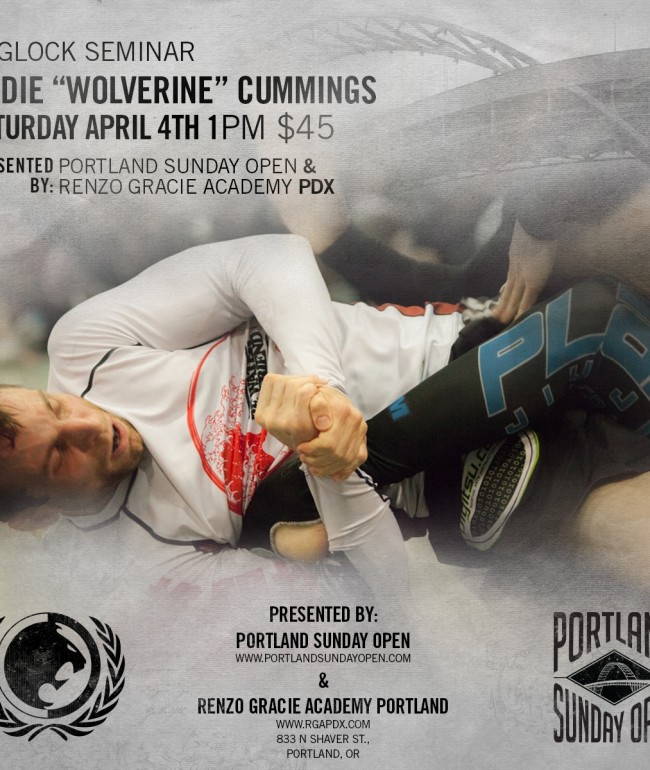 GLOCK SEMINAR
DIE “WOLVERINE” CUMMINGS
TURDAY APRIL 4TH 1PM $45
SENTED PORTLAND SUNDAY OPEN &
BY: RENZO GRACIE ACADEMY PDX
PLA
JIE
PRESENTED BY:
PORTLAND SUNDAY OPEN
WWW.PORTLANDSUNDAYOPEN.COM
&
RENZO GRACIE ACADEMY PORTLAND
WWW.RGAPDX.COM
833 N SHAVER ST.,
PORTLAND, OR
PORTLAN
SUNDAY OP